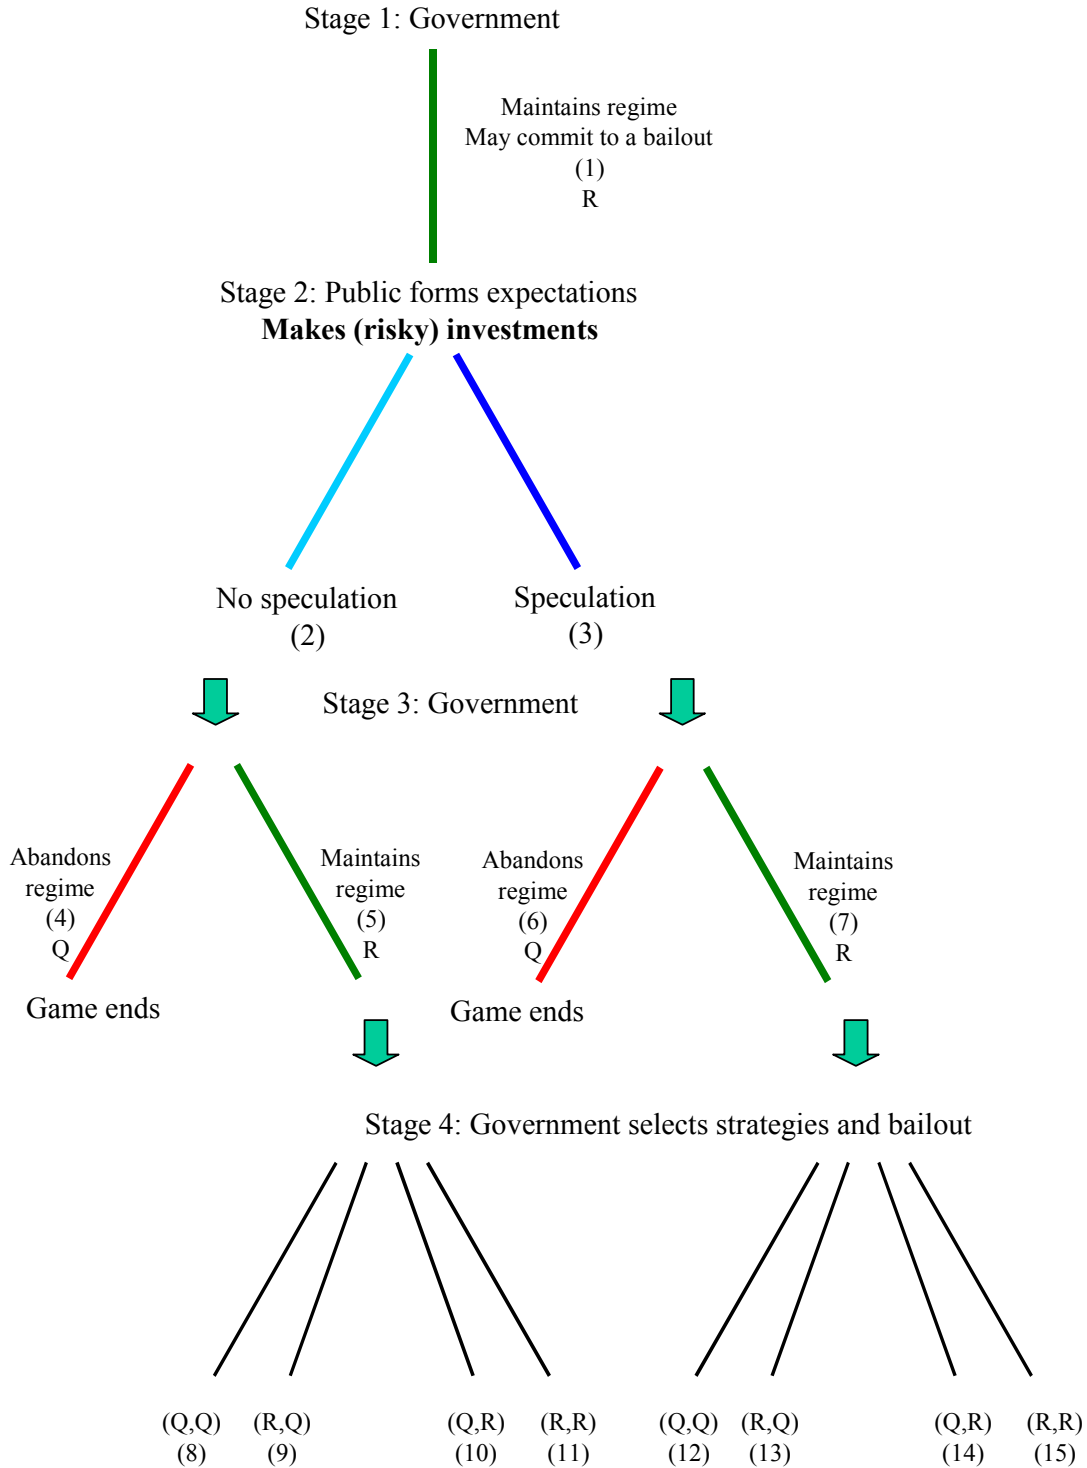 Stage 1: Government
Maintains regime
May commit to a bailout
(1)
R
Stage 2: Public forms expectations
Makes (risky) investments
No speculation
(2)
Speculation
(3)
Stage 3: Government
Abandons
regime
(4)
Q
Maintains
regime
(5)
R
Abandons
regime
(6)
Q
Maintains
regime
(7)
R
Game ends
Game ends
Stage 4: Government selects strategies and bailout
(Q,Q)
(8)
(R,Q)
(9)
(Q,R)
(10)
(R,R)
(11)
(Q,Q)
(12)
(R,Q)
(13)
(Q,R)
(14)
(R,R)
(15)